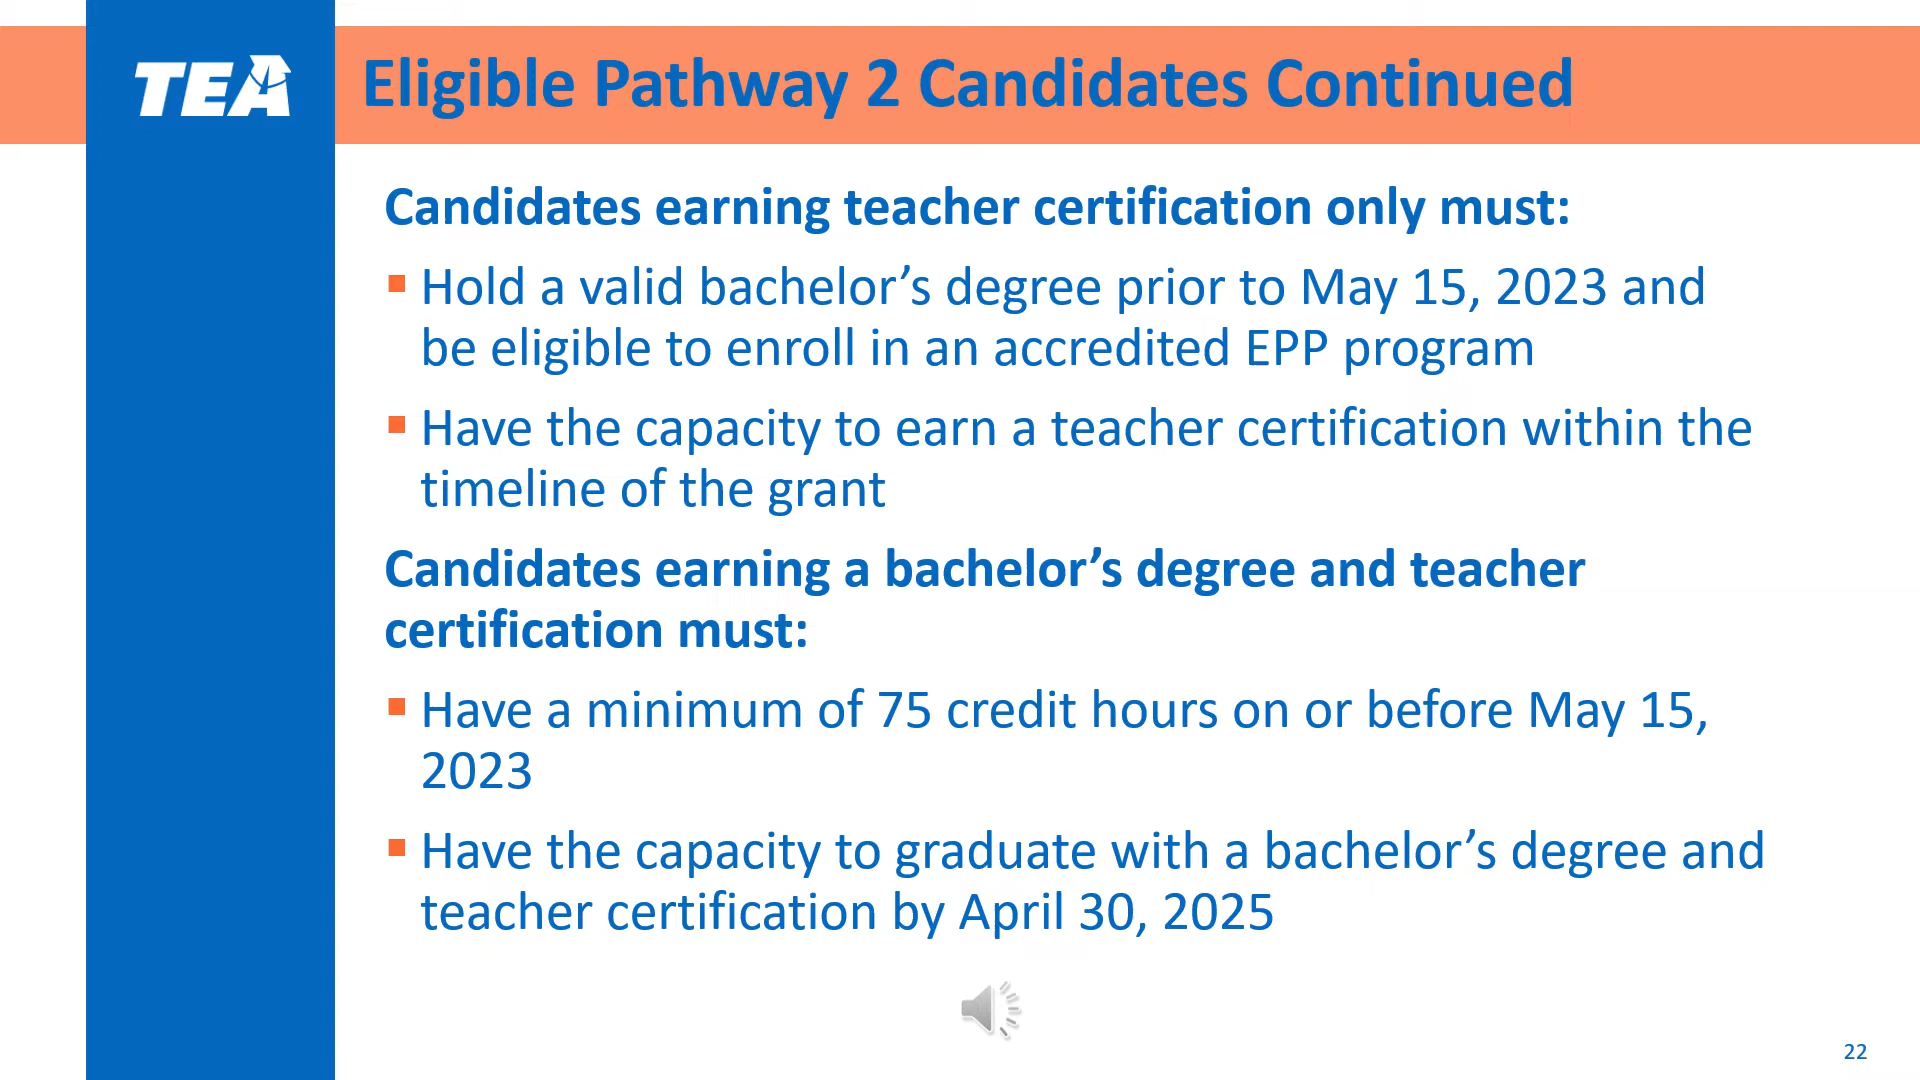 TEA
Eligible Pathway 2 Candidates Continued
Candidates earning teacher certification only must:
Hold a valid bachelor’s degree prior to May 15, 2023 and
be eligible to enroll in an accredited EPP program
Have the capacity to earn a teacher certification within the
timeline of the grant
Candidates earning a bachelor’s degree and teacher
certification must:
Have a minimum of 75 credit hours on or before May 15,
2023
Have the capacity to graduate with a bachelor’s degree and
teacher certification by April 30, 2025
22